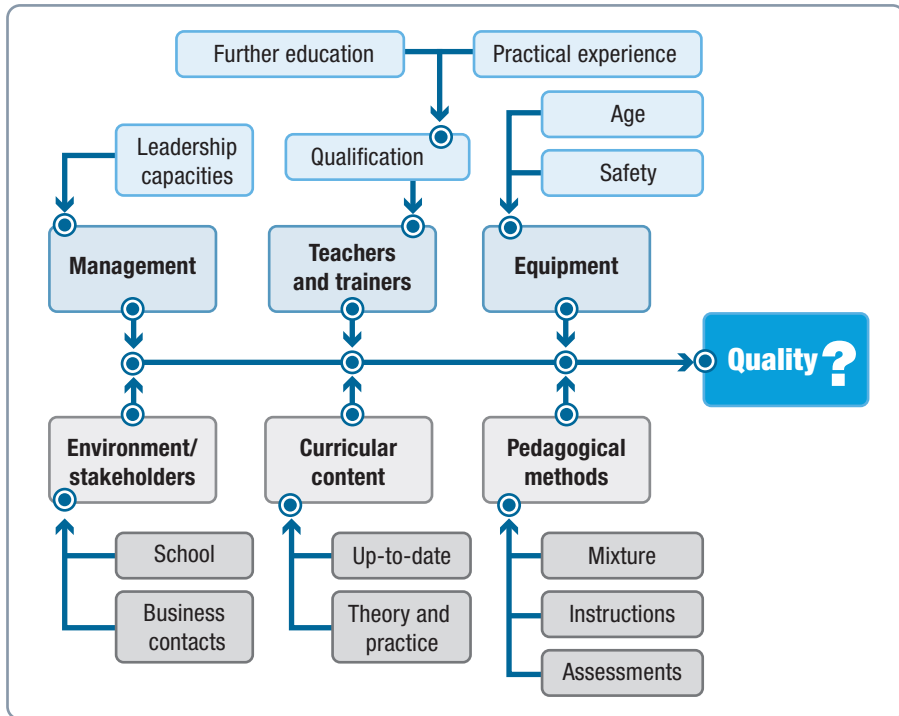 Further education
Practical experience
Leadership
capacities
Qualification
Age
Safety
Management
Teachers
and trainers
Equipment
Quality?
Environment/
stakeholders
Curricular
content
Pedagogical
methods
School
Business
contacts
Up-to-date
Theory and
practice
Mixture
Instructions
Assessments